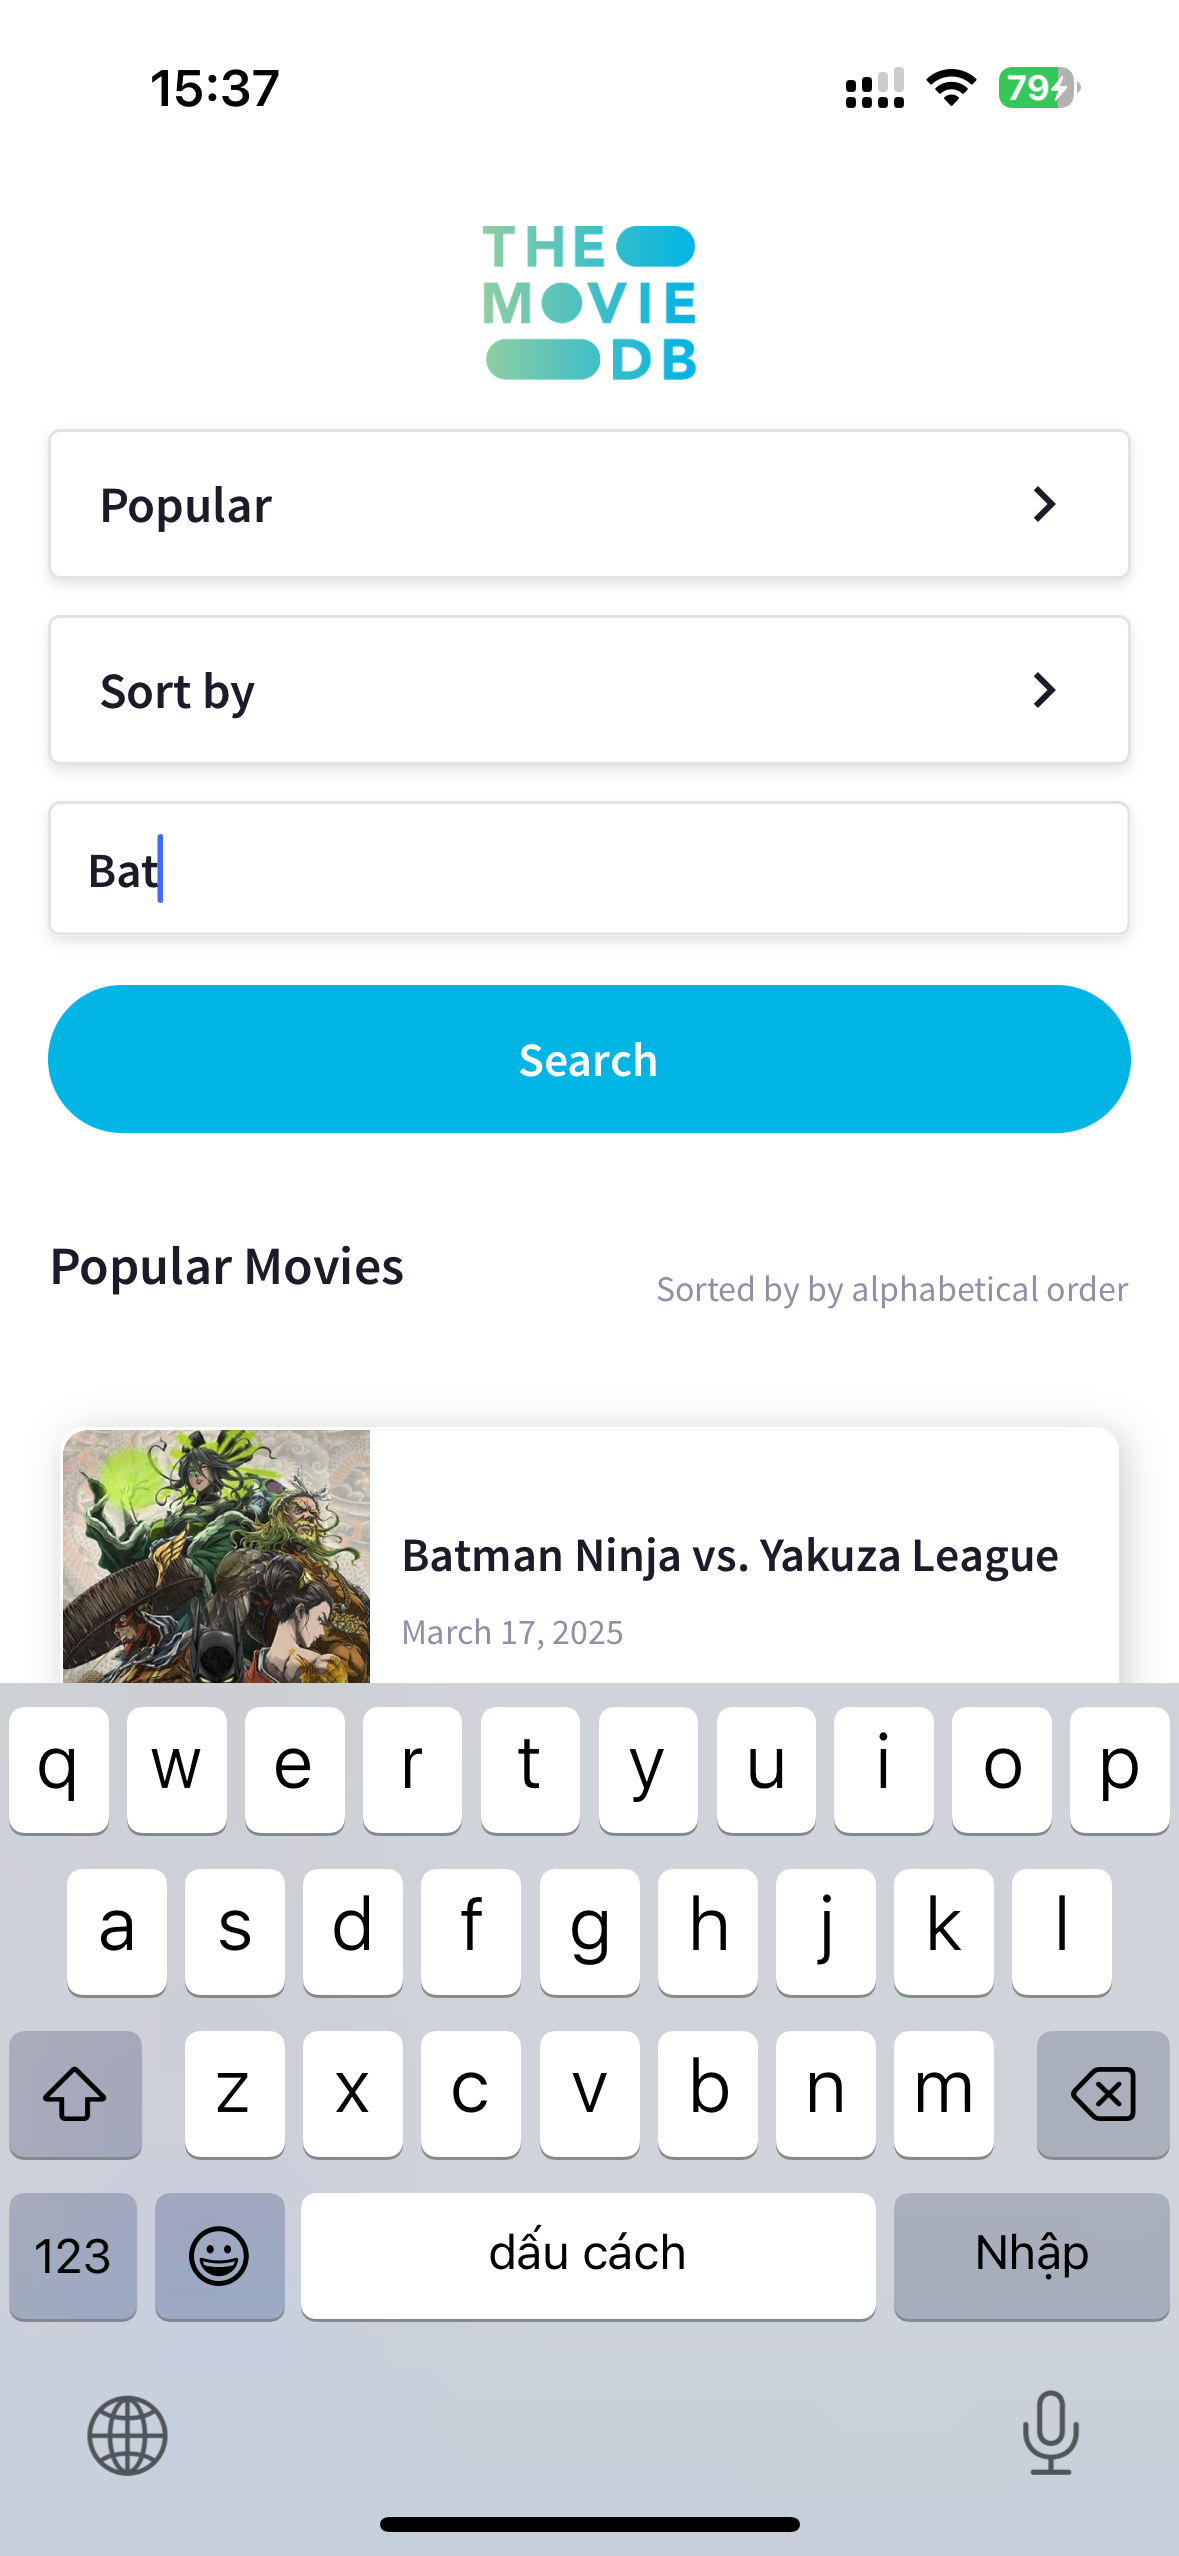 15:37
79
THE
MOVIE
DB
Popular
Sort by
Bat
Search
Popular Movies
Sorted by by alphabetical order
Batman Ninja vs. Yakuza League
March 17, 2025
q w e r t y u i o p
a s d f g h j k l
z x c v b n m
123 dấu cách Nhập